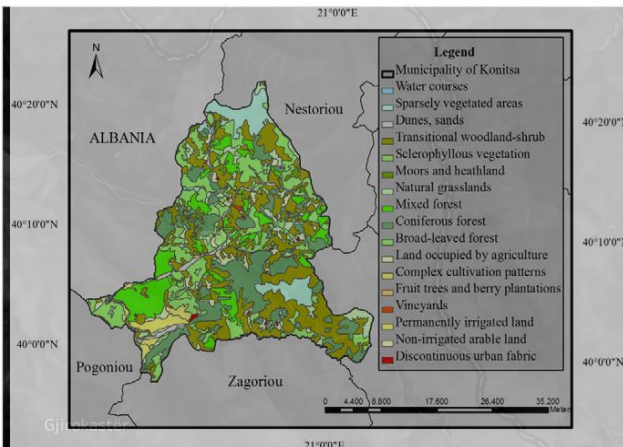 21°0'0"E
N
40°20'0"N
40°10'0"N
40°0'0"N
ALBANIA
Nestoriou
Pogoniou
Zagoriou
Legend
Municipality of Konitsa
Water courses
Sparsely vegetated areas
Dunes, sands
Transitional woodland-shrub
Sclerophyllous vegetation
Moors and heathland
Natural grasslands
Mixed forest
Coniferous forest
Broad-leaved forest
Land occupied by agriculture
Complex cultivation patterns
Fruit trees and berry plantations
Vineyards
Permanently irrigated land
Non-irrigated arable land
Discontinuous urban fabric
40°20'0"N
40°10'0"N
40°0'0"N
0 4,400 8,800 17,600 26,400 35,200
Meters
Gjirokastër
21°0'0"E